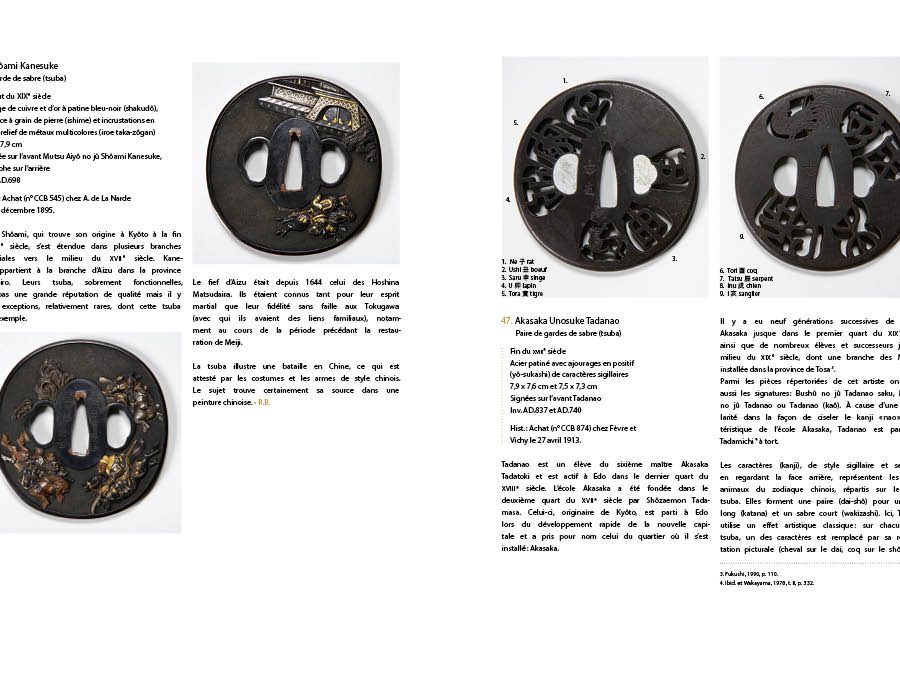 ōami Kanesuke
rde de sabre (tsuba)
ut du XIXᵉ siècle
ge de cuivre et d'or à patine bleu-noir (shakudō),
ce à grain de pierre (ishime) et incrustations en
relief de métaux multicolores (iroe taka-zōgan)
7,9 cm
ée sur l'avant Mutsu Aiyō no jū Shōami Kanesuke,
phe sur l'arrière
AD.698
: Achat (nº CCB 545) chez A. de La Narde
décembre 1895.
Shōami, qui trouve son origine à Kyōto à la fin
ᵉ siècle, s'est étendue dans plusieurs branches
iales vers le milieu du XVIIᵉ siècle. Kane-
appartient à la branche d'Aizu dans la province
iro. Leurs tsuba, sobrement fonctionnelles,
pas une grande réputation de qualité mais il y
exceptions, relativement rares, dont cette tsuba
exemple.
Le fief d'Aizu était depuis 1644 celui des Hoshina
Matsudaira. Ils étaient connus tant pour leur esprit
martial que leur fidélité sans faille aux Tokugawa
(avec qui ils avaient des liens familiaux), notam-
ment au cours de la période précédant la restau-
ration de Meiji.
La tsuba illustre une bataille en Chine, ce qui est
attesté par les costumes et les armes de style chinois.
Le sujet trouve certainement sa source dans une
peinture chinoise. - R.B.
1.
5.
2.
4.
3.
1. Ne 子 rat
2. Ushi 丑 boeuf
3. Saru 申 singe
4. U 卯 lapin
5. Tora 寅 tigre
47. Akasaka Unosuke Tadanao
Paire de gardes de sabre (tsuba)
Fin du XVIIIᵉ siècle
Acier patiné avec ajourages en positif
(yō-sukashi) de caractères sigillaires
7,9 x 7,6 cm et 7,5 x 7,3 cm
Signées sur l'avant Tadanao
Inv. AD.837 et AD.740
Hist.: Achat (nº CCB 874) chez Fèvre et
Vichy le 27 avril 1913.
Tadanao est un élève du sixième maître Akasaka
Tadatoki et est actif à Edo dans le dernier quart du
XVIIIᵉ siècle. L'école Akasaka a été fondée dans le
deuxième quart du XVIIᵉ siècle par Shōzaemon Tada-
masa. Celui-ci, originaire de Kyōto, est parti à Edo
lors du développement rapide de la nouvelle capi-
tale et a pris pour nom celui du quartier où il s'est
installé: Akasaka.
6.
7.
9.
6. Tori 酉 coq
7. Tatsu 辰 serpent
8. Inu 戌 chien
9. I 亥 sanglier
Il y a eu neuf générations successives de
Akasaka jusque dans le premier quart du XIXᵉ
ainsi que de nombreux élèves et successeurs j
milieu du XIXᵉ siècle, dont une branche des
installée dans la province de Tosa³.
Parmi les pièces répertoriées de cet artiste on
aussi les signatures: Bushū no jū Tadanao saku,
no jū Tadanao ou Tadanao (kaō). À cause d'une
larité dans la façon de ciseler le kanji «nao»
téristique de l'école Akasaka, Tadanao est pa
Tadamichi⁴ à tort.
Les caractères (kanji), de style sigillaire et se
en regardant la face arrière, représentent les
animaux du zodiaque chinois, répartis sur le
tsuba. Elles forment une paire (dai-shō) pour un
long (katana) et un sabre court (wakizashi). Ici, T
utilise un effet artistique classique: sur chacu
tsuba, un des caractères est remplacé par sa re
tation picturale (cheval sur le dai, coq sur le shō
3. Fukushi, 1990, p. 110.
4. Ibid. et Wakayama, 1978, t. II, p. 332.